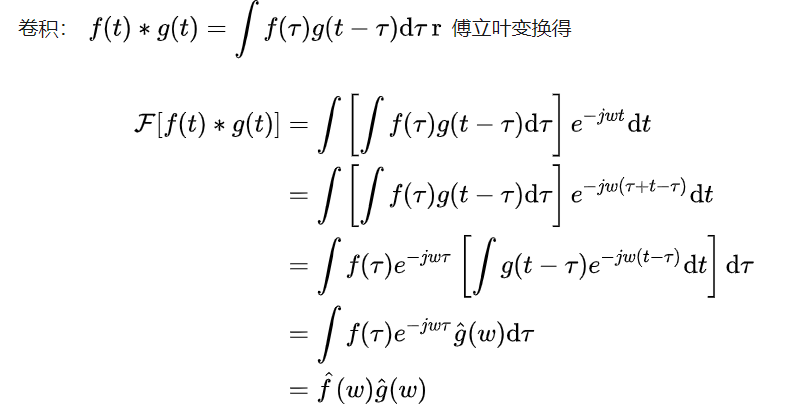 卷积： f(t) ∗ g(t) = ∫ f(τ)g(t − τ)dτ r 傅立叶变换得
ℱ[f(t) ∗ g(t)] = ∫ [∫ f(τ)g(t − τ)dτ] e^{−jwt} dt
= ∫ [∫ f(τ)g(t − τ)dτ] e^{−jw(τ+t−τ)} dt
= ∫ f(τ)e^{−jwτ} [∫ g(t − τ)e^{−jw(t−τ)} dt] dτ
= ∫ f(τ)e^{−jwτ} ĝ(w)dτ
= f̂(w)ĝ(w)